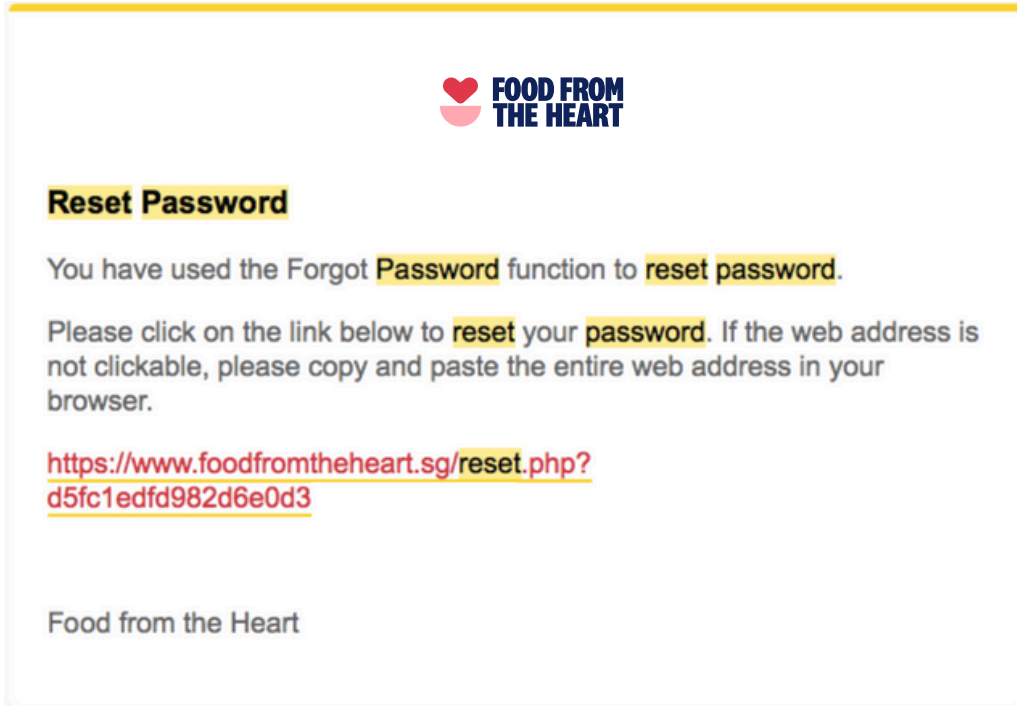 FOOD FROM
THE HEART
Reset Password
You have used the Forgot Password function to reset password.
Please click on the link below to reset your password. If the web address is
not clickable, please copy and paste the entire web address in your
browser.
https://www.foodfromtheheart.sg/reset.php?
d5fc1edfd982d6e0d3
Food from the Heart